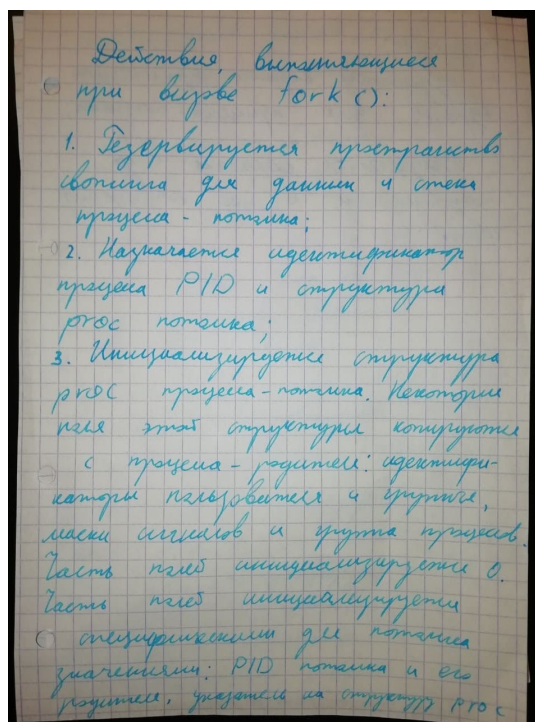 Действия, выполняющиеся
при вызове fork():
1. Резервируется пространство
свопинга для данных и стека
процесса-потомка;
2. Назначается идентификатор
процесса PID и структура
proc потомка;
3. Инициализируется структура
proc процесса-потомка. Некоторые
поля этой структуры копируются
с процесса-родителя: идентифи-
каторы пользователя и группы,
маски сигналов и группа процессов.
Часть полей инициализируется 0.
Часть полей инициализируется
специфическими для потомка
значениями: PID потомка и его
родителя, указатель на структуру proc